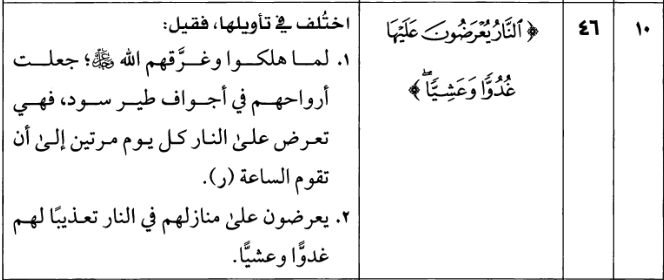 ١٠
٤٦
﴿ ٱلنَّارُ يُعْرَضُونَ عَلَيْهَا
غُدُوًّا وَعَشِيًّاۖ ﴾
اختُلف في تأويلها، فقيل:
١. لما هلكوا وغرَّقهم الله ﷻ؛ جعلت
أرواحهم في أجواف طير سود، فهي
تعرض على النار كل يوم مرتين إلى أن
تقوم الساعة (ر).
٢. يعرضون على منازلهم في النار تعذيبًا لهم
غدوًّا وعشيًّا.